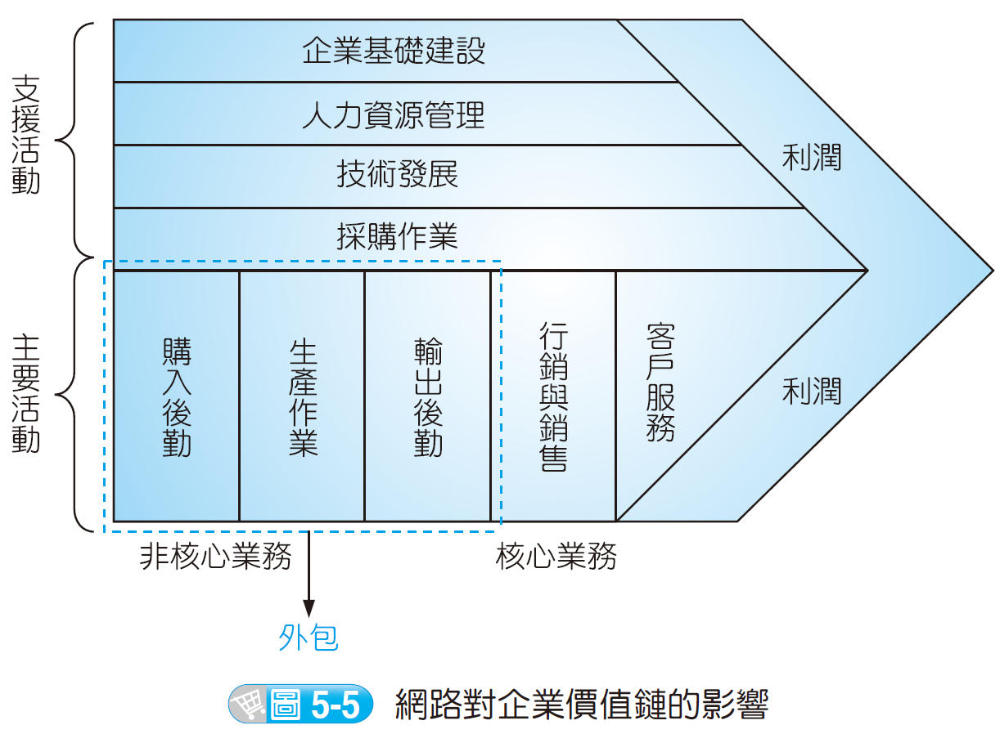 支援活動
企業基礎建設
人力資源管理
技術發展
採購作業
利潤
主要活動
購入後勤
生產作業
輸出後勤
行銷與銷售
客戶服務
利潤
非核心業務
核心業務
外包
圖 5-5 網路對企業價值鏈的影響